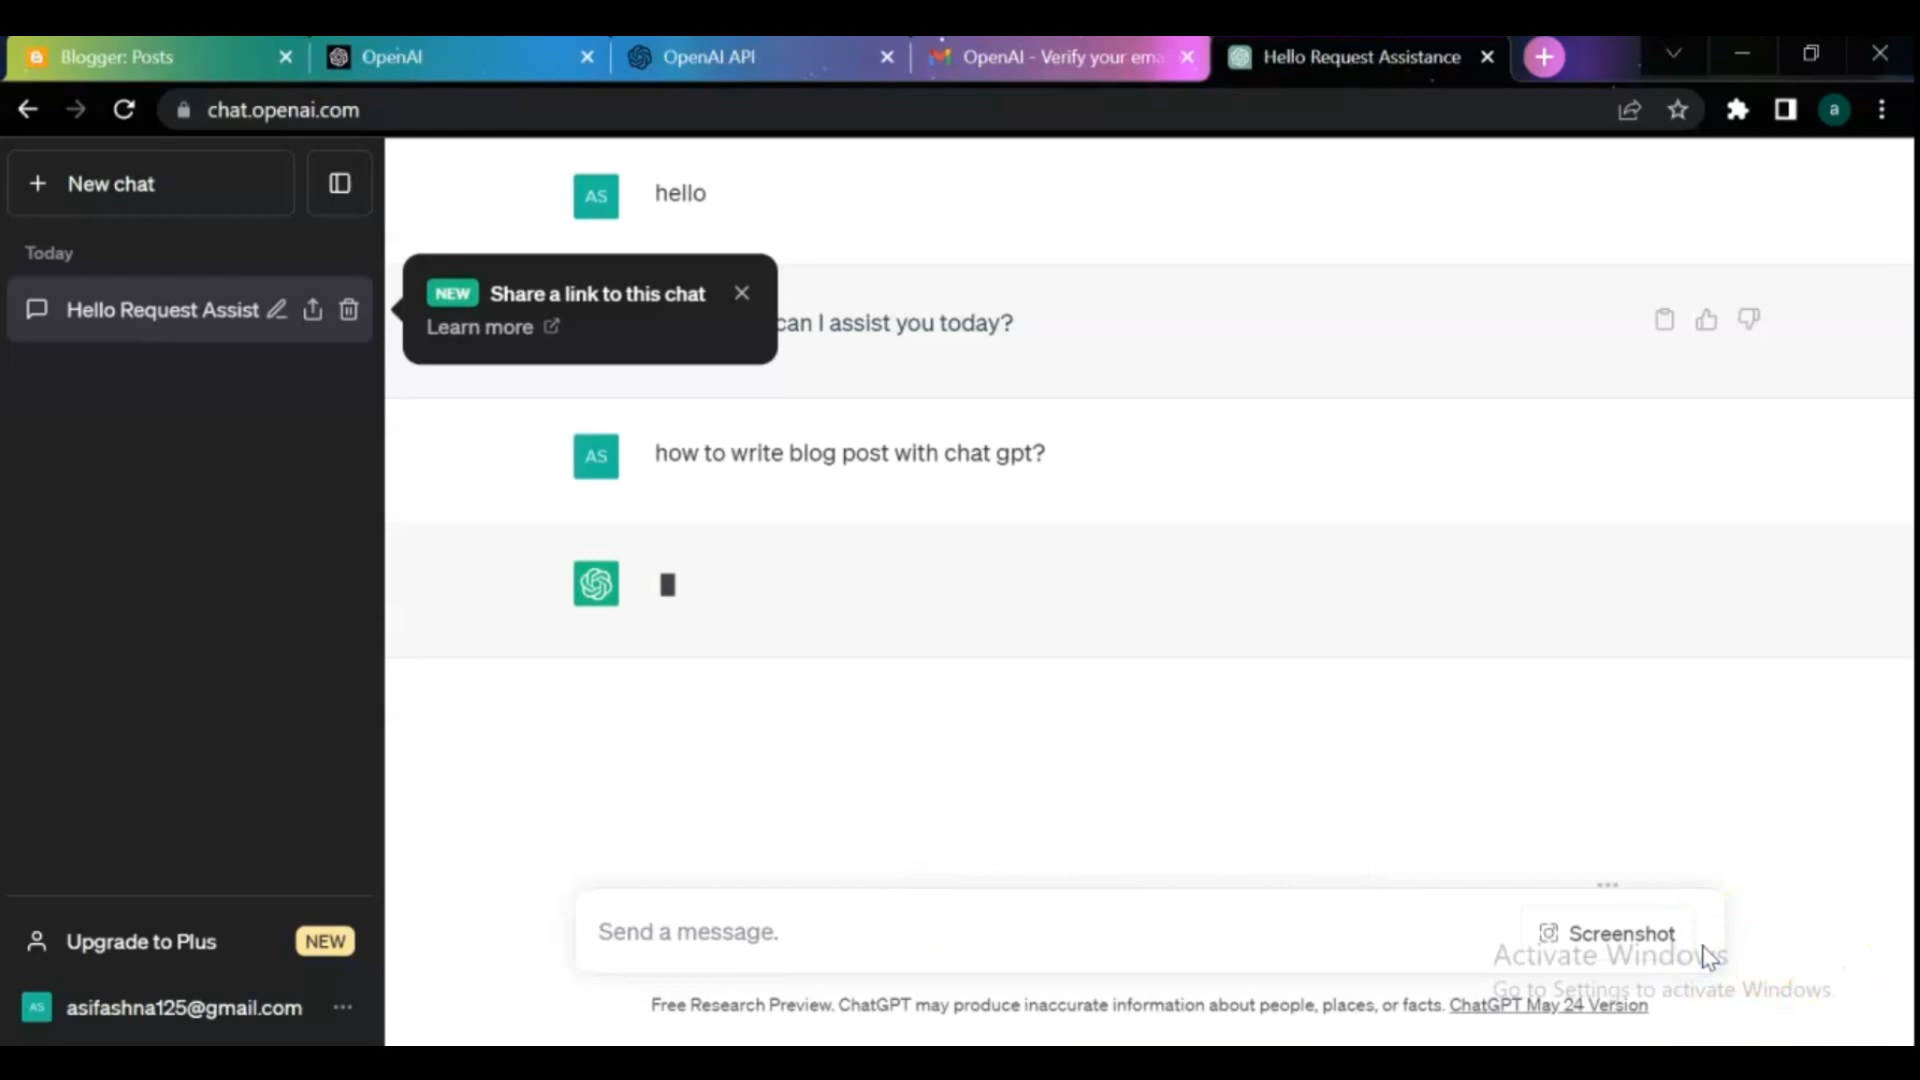 Blogger: Posts
OpenAI
OpenAI API
OpenAI - Verify your ema
Hello Request Assistance
chat.openai.com
a
New chat
Today
Hello Request Assist
NEW Share a link to this chat
Learn more
AS hello
can I assist you today?
AS how to write blog post with chat gpt?
Send a message.
Screenshot
Activate Windows
Go to Settings to activate Windows.
Free Research Preview. ChatGPT may produce inaccurate information about people, places, or facts. ChatGPT May 24 Version
Upgrade to Plus NEW
AS asifashna125@gmail.com